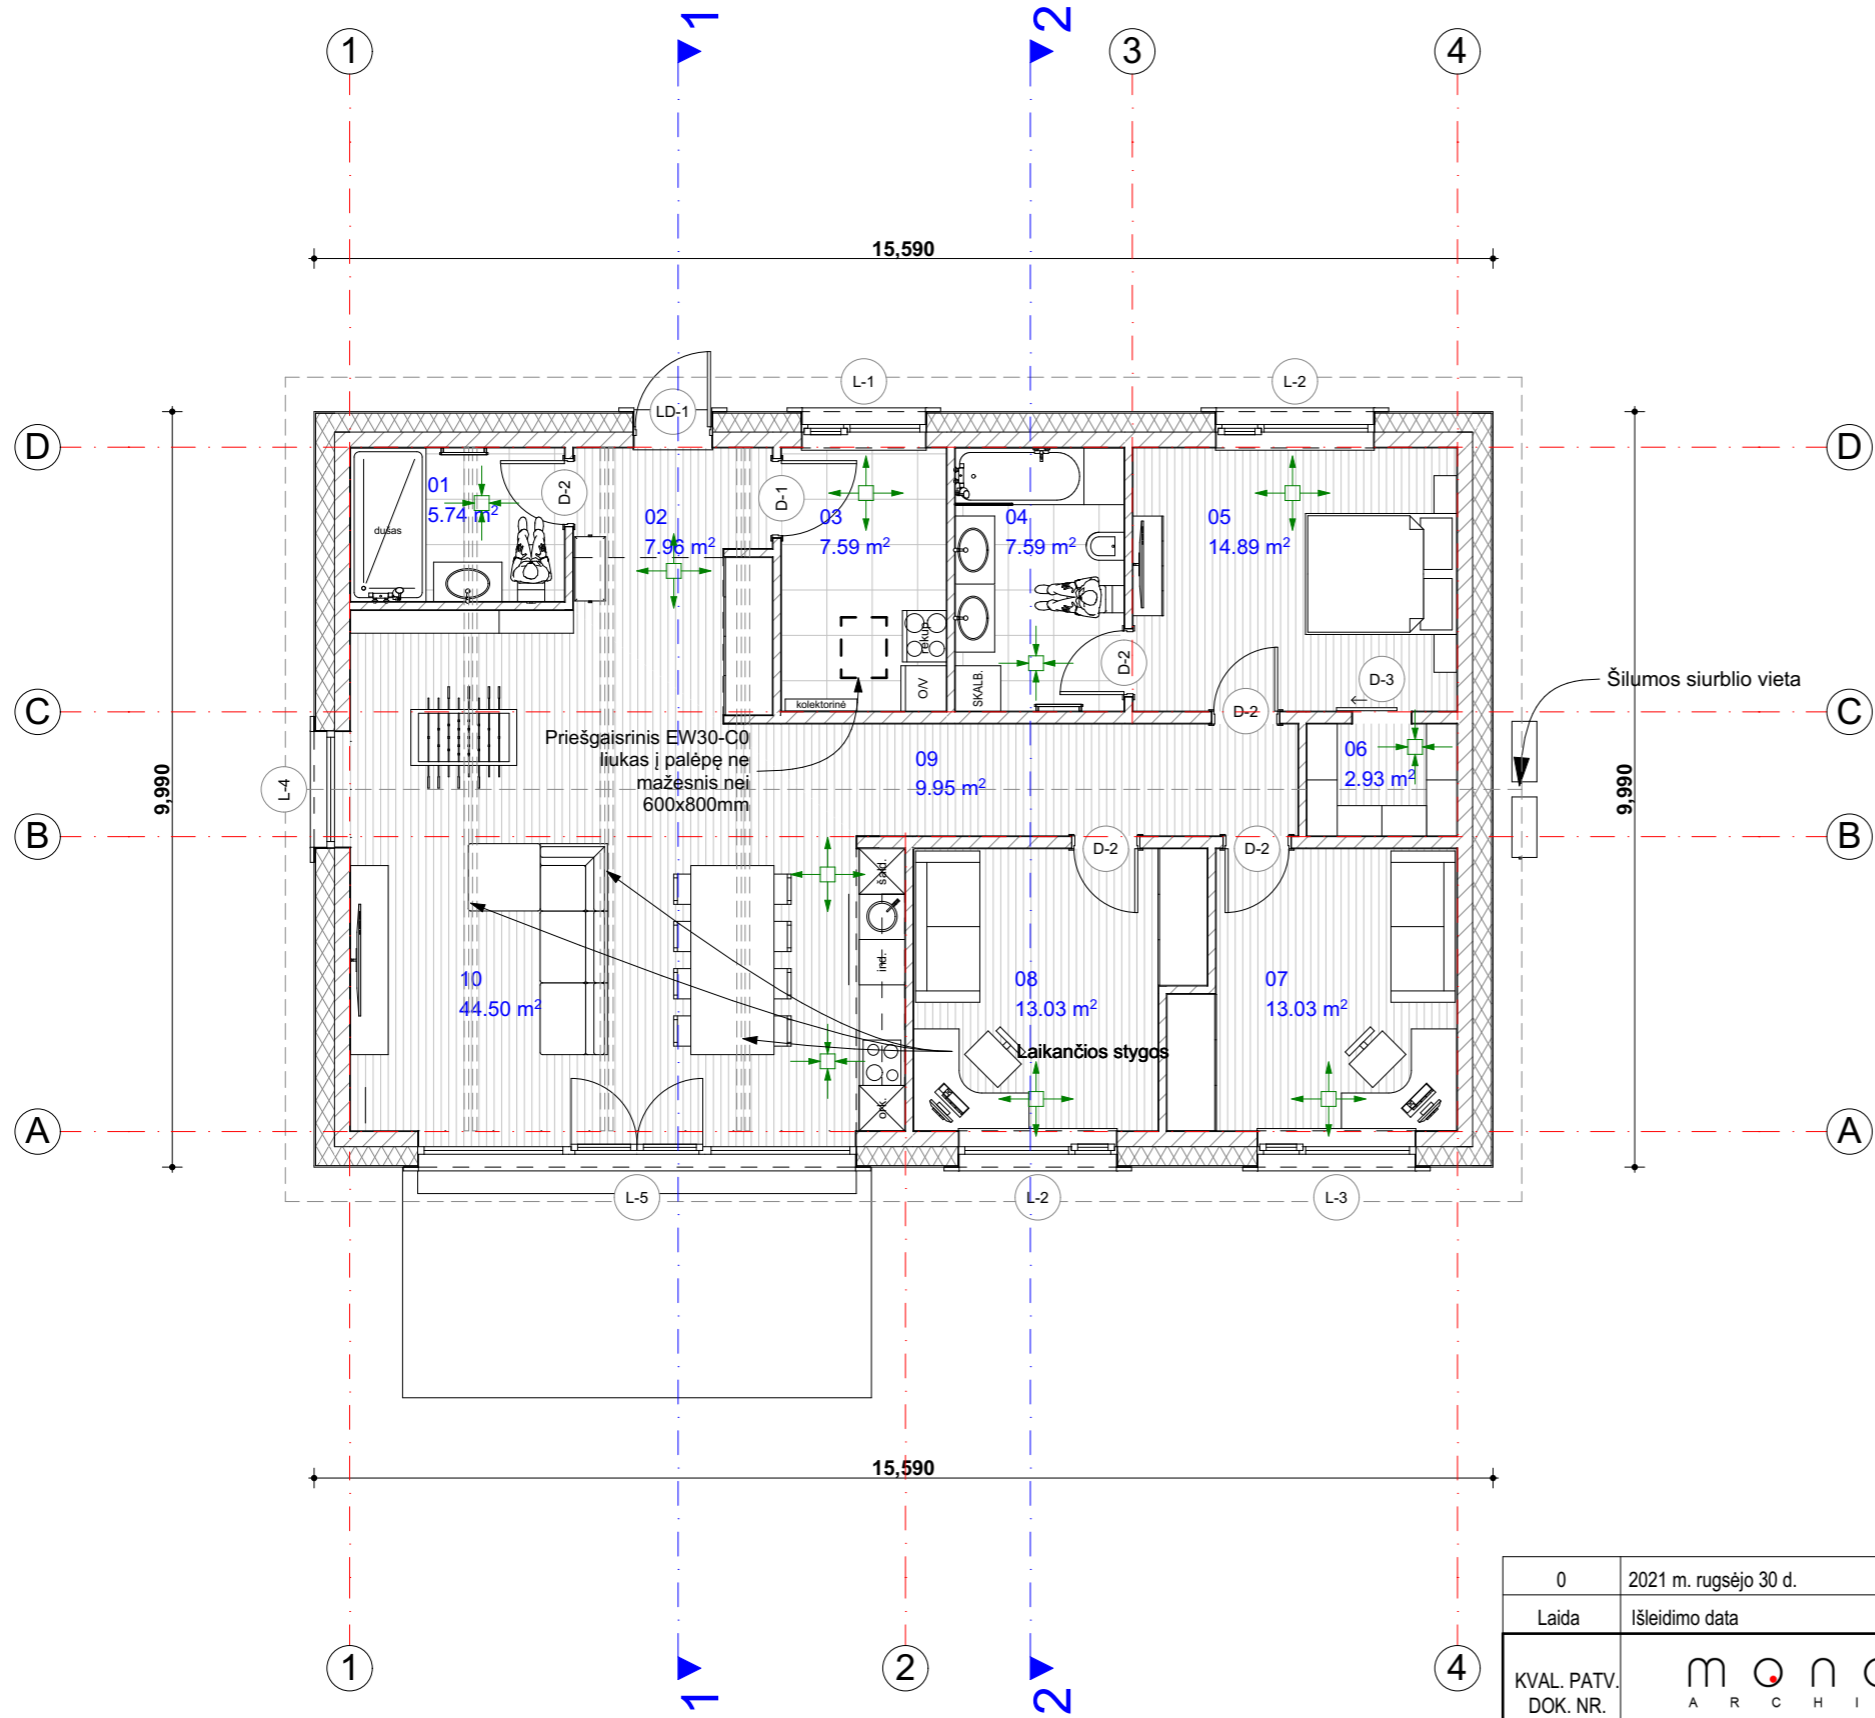 1
1
2
3
4
15,590
L-1
L-2
LD-1
D
D
01
5.74 m²
dušas
D-2
02
7.96 m²
D-1
03
7.59 m²
04
7.59 m²
05
14.89 m²
rekup
O/V
SKALB.
kolektorinė
D-2
D-2
D-3
Šilumos siurblio vieta
C
C
Priešgaisrinis EW30-C0
liukas į palėpę ne
mažesnis nei
600x800mm
09
9.95 m²
06
2.93 m²
L-4
9,990
9,990
B
B
D-2
D-2
šald.
ind.
10
44.50 m²
08
13.03 m²
07
13.03 m²
Laikančios stygos
ork.
A
A
L-5
L-2
L-3
15,590
1
1
2
2
4
0
2021 m. rugsėjo 30 d.
Laida
Išleidimo data
KVAL. PATV.
DOK. NR.
A R C H I